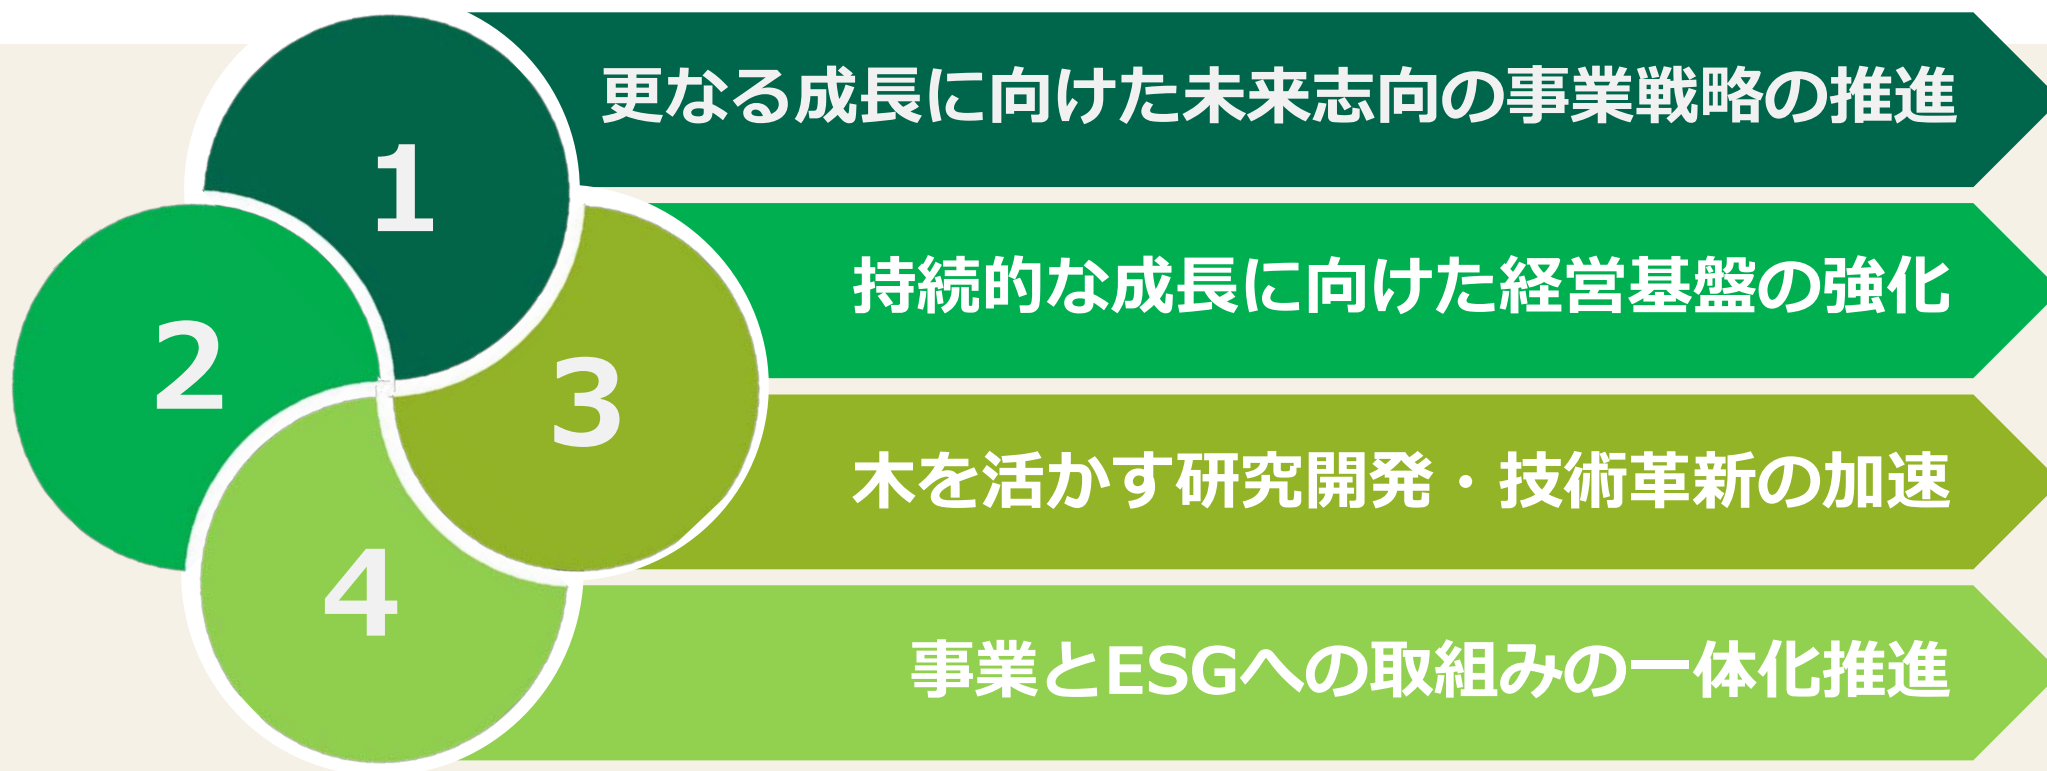 1
更なる成長に向けた未来志向の事業戦略の推進
2
持続的な成長に向けた経営基盤の強化
3
木を活かす研究開発・技術革新の加速
4
事業とESGへの取組みの一体化推進